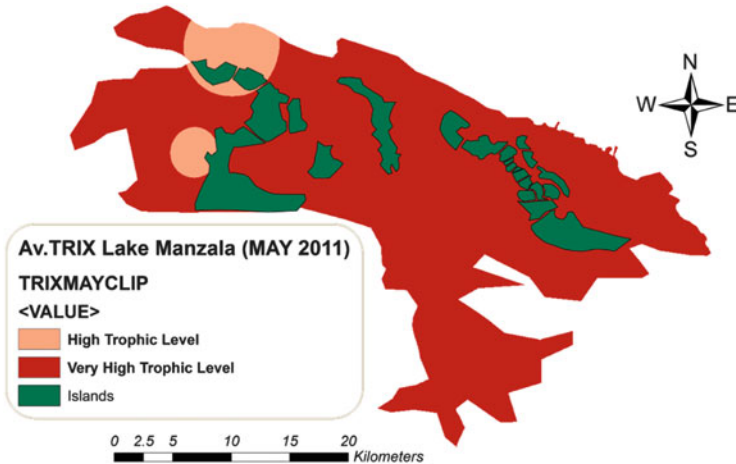 N
W E
S
Av.TRIX Lake Manzala (MAY 2011)
TRIXMAYCLIP
<VALUE>
High Trophic Level
Very High Trophic Level
Islands
0 2.5 5 10 15 20
Kilometers